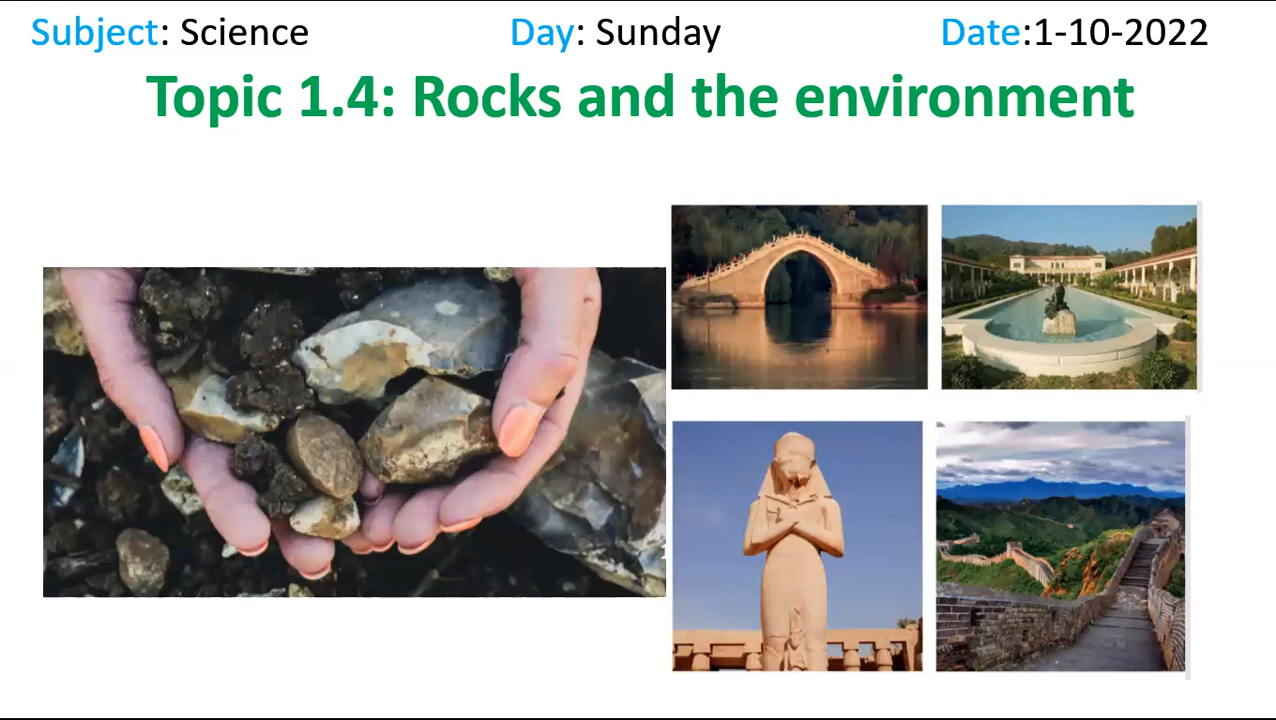 Subject: Science Day: Sunday Date:1-10-2022
Topic 1.4: Rocks and the environment